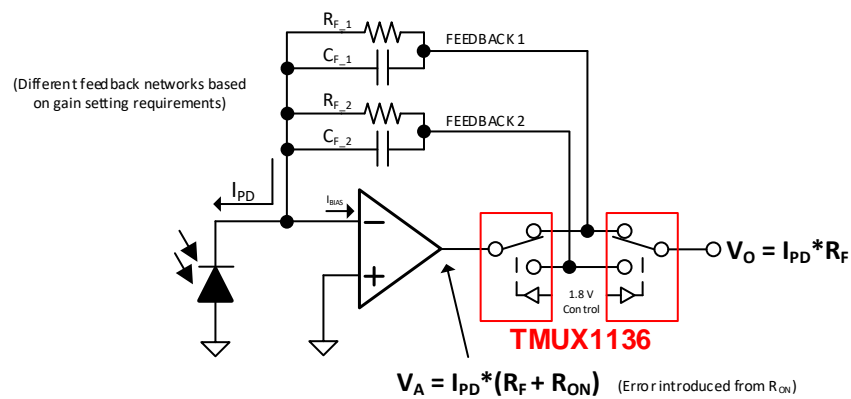 R_F_1
FEEDBACK 1
C_F_1
(Different feedback networks based
on gain setting requirements)
R_F_2
FEEDBACK 2
C_F_2
I_PD
I_BIAS
−
+
V_O = I_PD*R_F
1.8 V
Control
TMUX1136
V_A = I_PD*(R_F + R_ON) (Error introduced from R_ON)